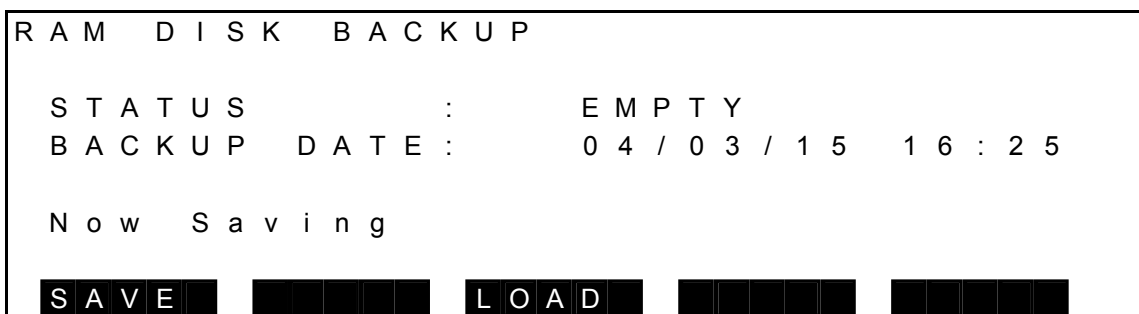 RAM DISK BACKUP
STATUS : EMPTY
BACKUP DATE: 04/03/15 16:25
Now Saving
SAVE LOAD